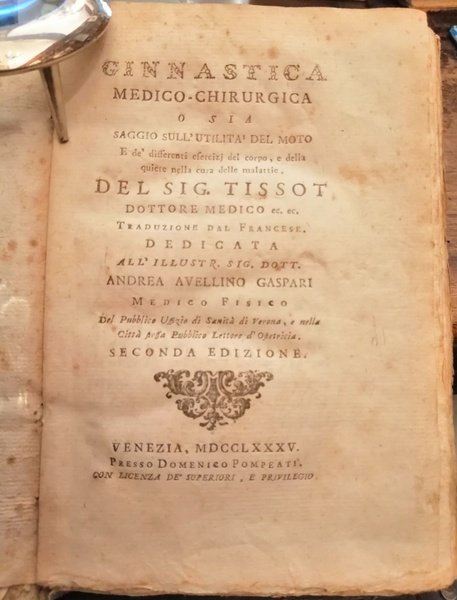 GINNASTICA
MEDICO-CHIRURGICA
O SIA
SAGGIO SULL'UTILITA' DEL MOTO
E de' differenti esercizj del corpo, e della
quiete nella cura delle malattie.
DEL SIG. TISSOT
DOTTORE MEDICO ec. ec.
TRADUZIONE DAL FRANCESE.
DEDICATA
ALL'ILLUSTR. SIG. DOTT.
ANDREA AVELLINO GASPARI
MEDICO FISICO
Del Pubblico Uffizio di Sanità di Verona, e nella
Città stessa Pubblico Lettore d'Ostetricia.
SECONDA EDIZIONE.
VENEZIA, MDCCLXXXV.
PRESSO DOMENICO POMPEATI.
CON LICENZA DE' SUPERIORI, E PRIVILEGIO.